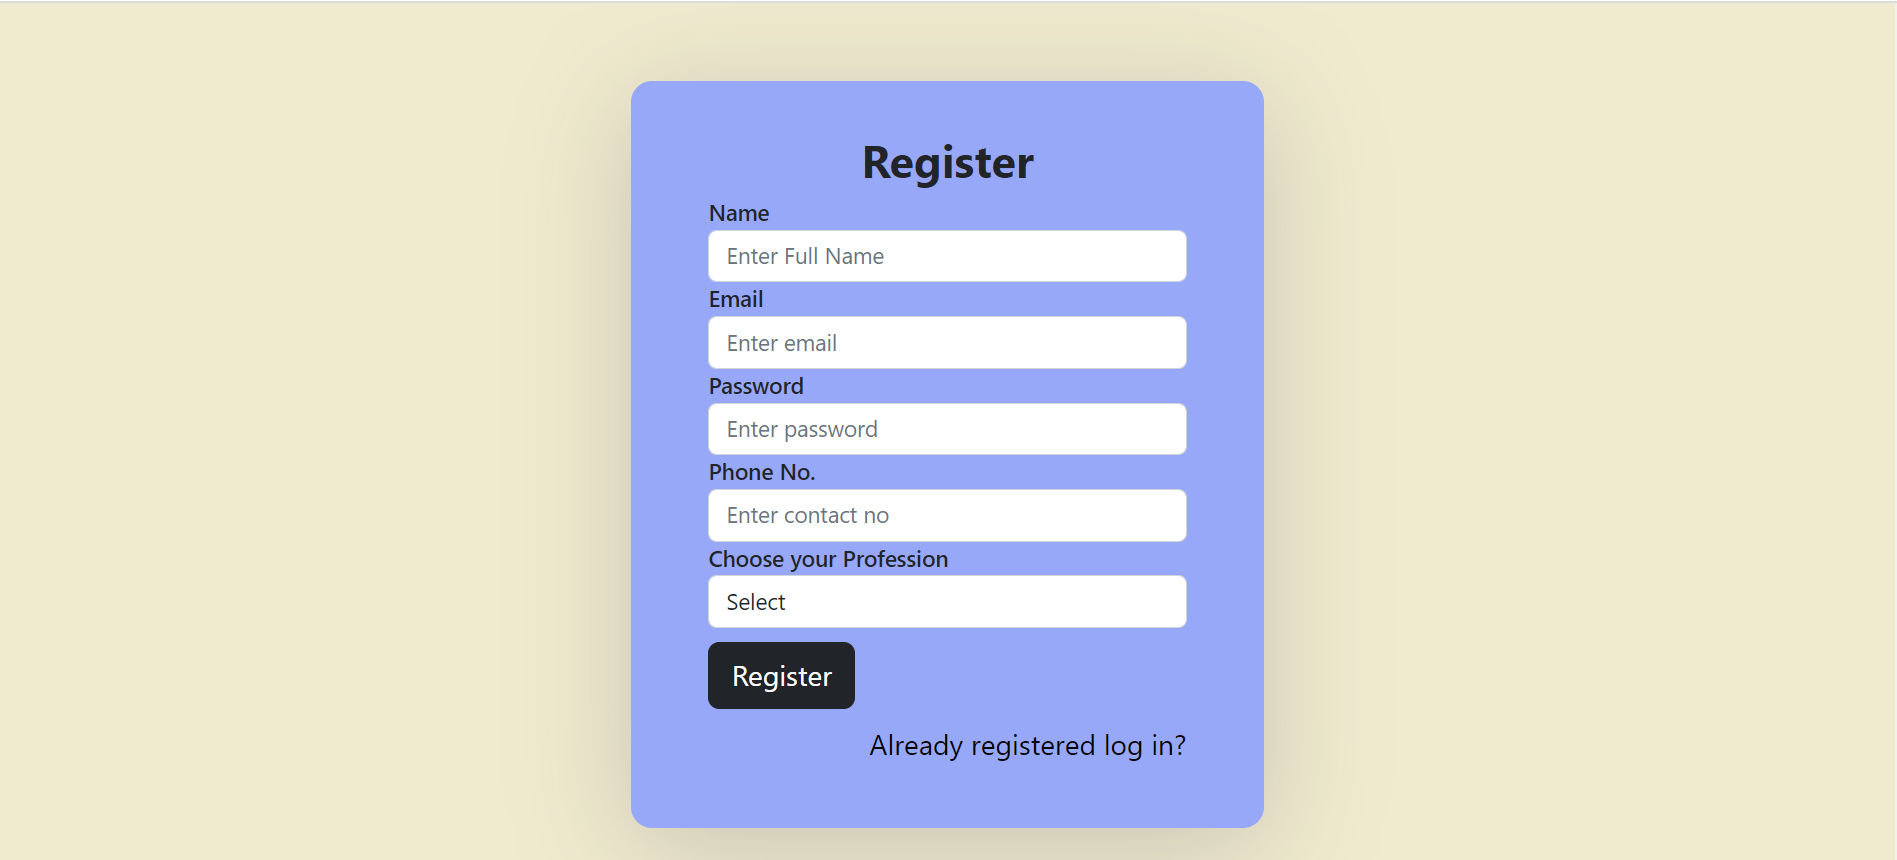 Register
Name
Enter Full Name
Email
Enter email
Password
Enter password
Phone No.
Enter contact no
Choose your Profession
Select
Register
Already registered log in?